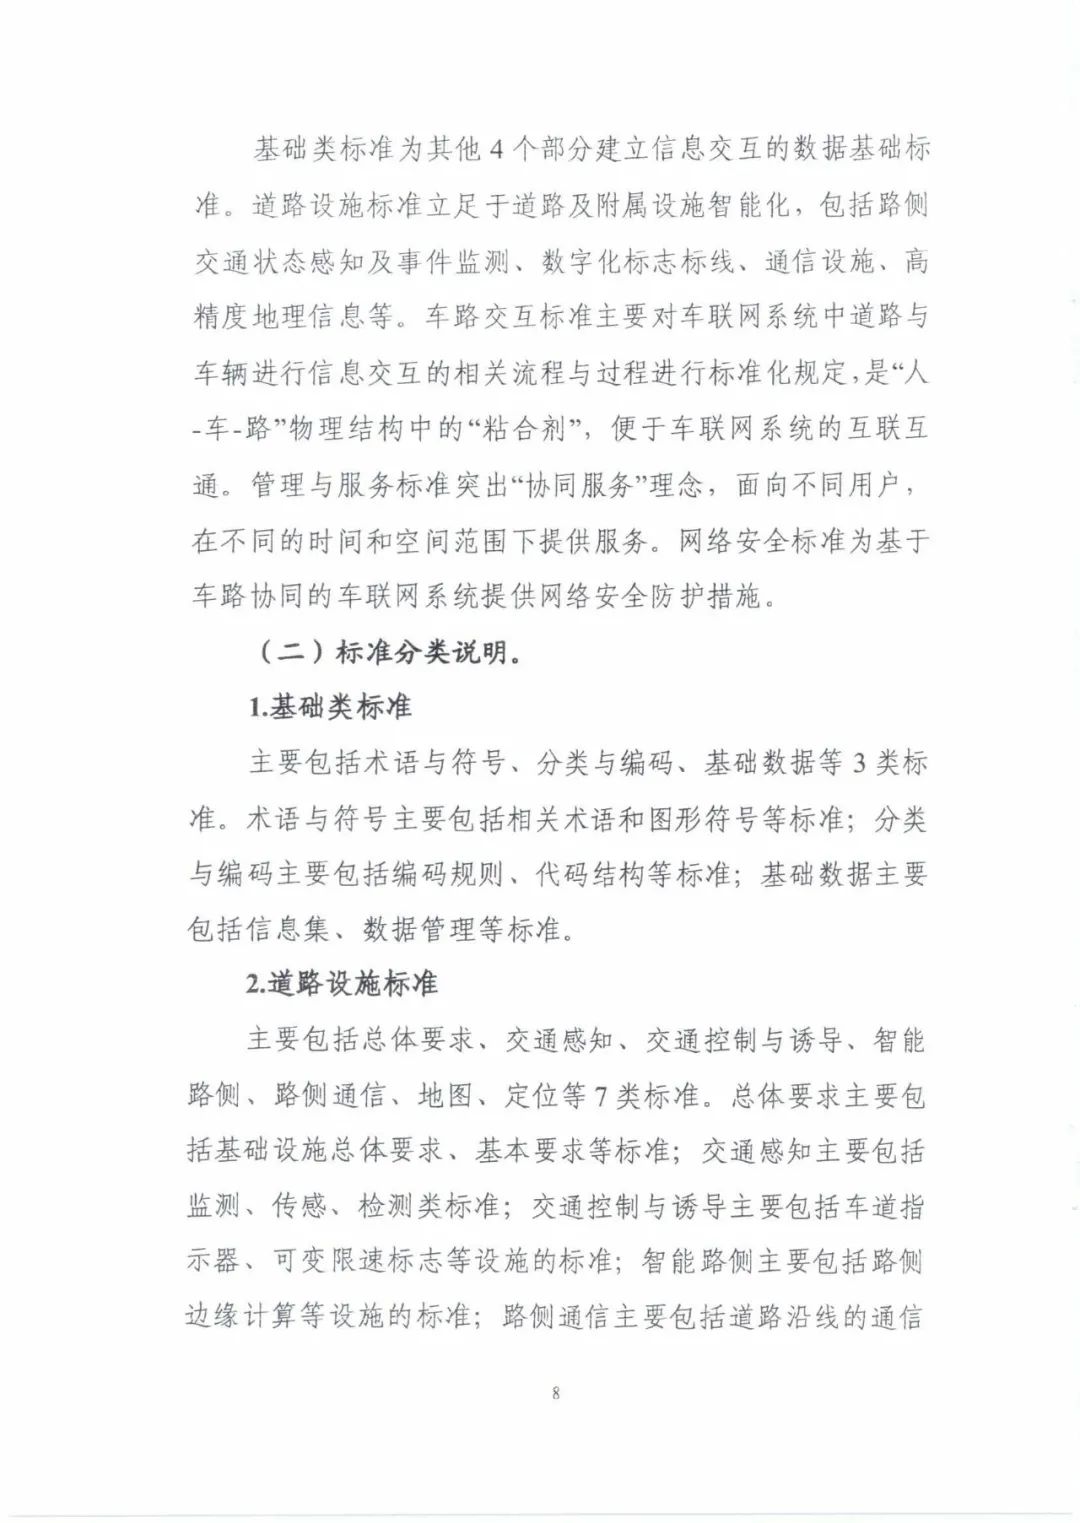 基础类标准为其他 4 个部分建立信息交互的数据基础标
准。道路设施标准立足于道路及附属设施智能化，包括路侧
交通状态感知及事件监测、数字化标志标线、通信设施、高
精度地理信息等。车路交互标准主要对车联网系统中道路与
车辆进行信息交互的相关流程与过程进行标准化规定，是“人
-车-路”物理结构中的“粘合剂”，便于车联网系统的互联互
通。管理与服务标准突出“协同服务”理念，面向不同用户，
在不同的时间和空间范围下提供服务。网络安全标准为基于
车路协同的车联网系统提供网络安全防护措施。
（二）标准分类说明。
1.基础类标准
主要包括术语与符号、分类与编码、基础数据等 3 类标
准。术语与符号主要包括相关术语和图形符号等标准；分类
与编码主要包括编码规则、代码结构等标准；基础数据主要
包括信息集、数据管理等标准。
2.道路设施标准
主要包括总体要求、交通感知、交通控制与诱导、智能
路侧、路侧通信、地图、定位等 7 类标准。总体要求主要包
括基础设施总体要求、基本要求等标准；交通感知主要包括
监测、传感、检测类标准；交通控制与诱导主要包括车道指
示器、可变限速标志等设施的标准；智能路侧主要包括路侧
边缘计算等设施的标准；路侧通信主要包括道路沿线的通信
8